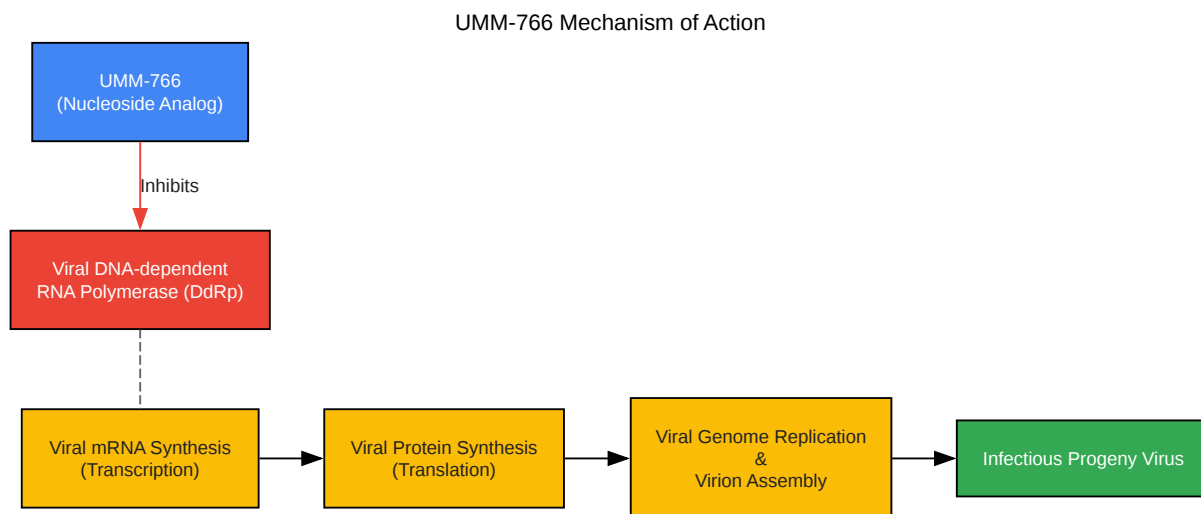 UMM-766 Mechanism of Action
UMM-766
(Nucleoside Analog)
Inhibits
Viral DNA-dependent
RNA Polymerase (DdRp)
Viral mRNA Synthesis
(Transcription)
Viral Protein Synthesis
(Translation)
Viral Genome Replication
&
Virion Assembly
Infectious Progeny Virus